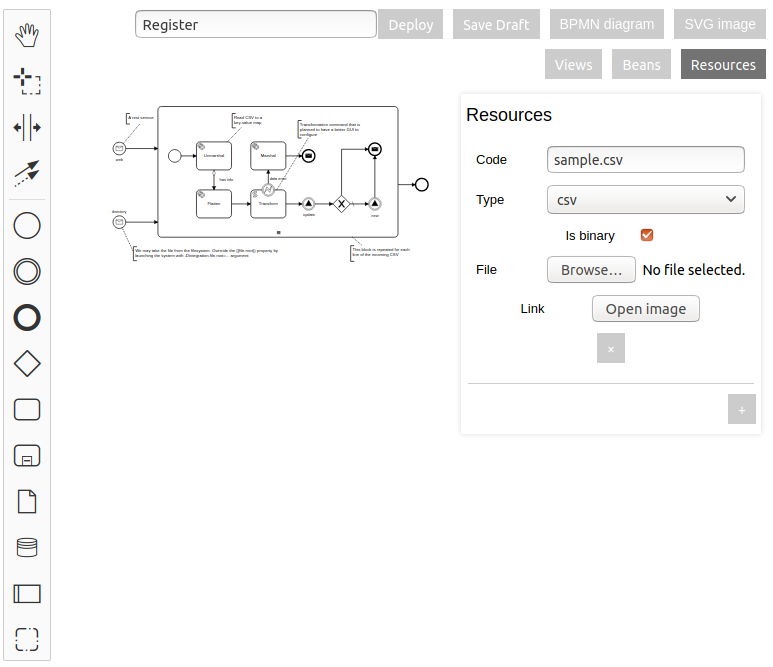 Register
Deploy
Save Draft
BPMN diagram
SVG image
Views
Beans
Resources
A rest service
Read CSV to a
key-value map
Transformation command that is
planned to have a better GUI to
configure
web
Unmarshal
Marshal
has info
data error
Flatten
Transform
update
new
directory
We may take the file from the filesystem. Override the [[file.root]] property by
launching the system with -Dintegration.file.root=... argument
This block is repeated for each
line of the incoming CSV
Resources
Code
sample.csv
Type
csv
Is binary
File
Browse...
No file selected.
Link
Open image
×
+